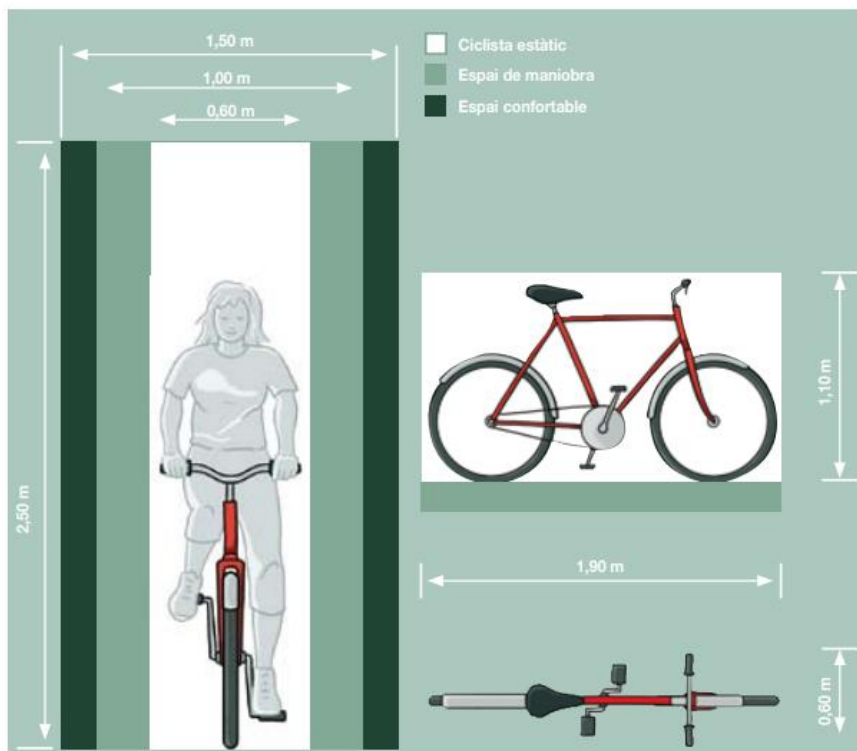 1,50 m
1,00 m
0,60 m
Ciclista estàtic
Espai de maniobra
Espai confortable
2,50 m
1,10 m
1,90 m
0,60 m